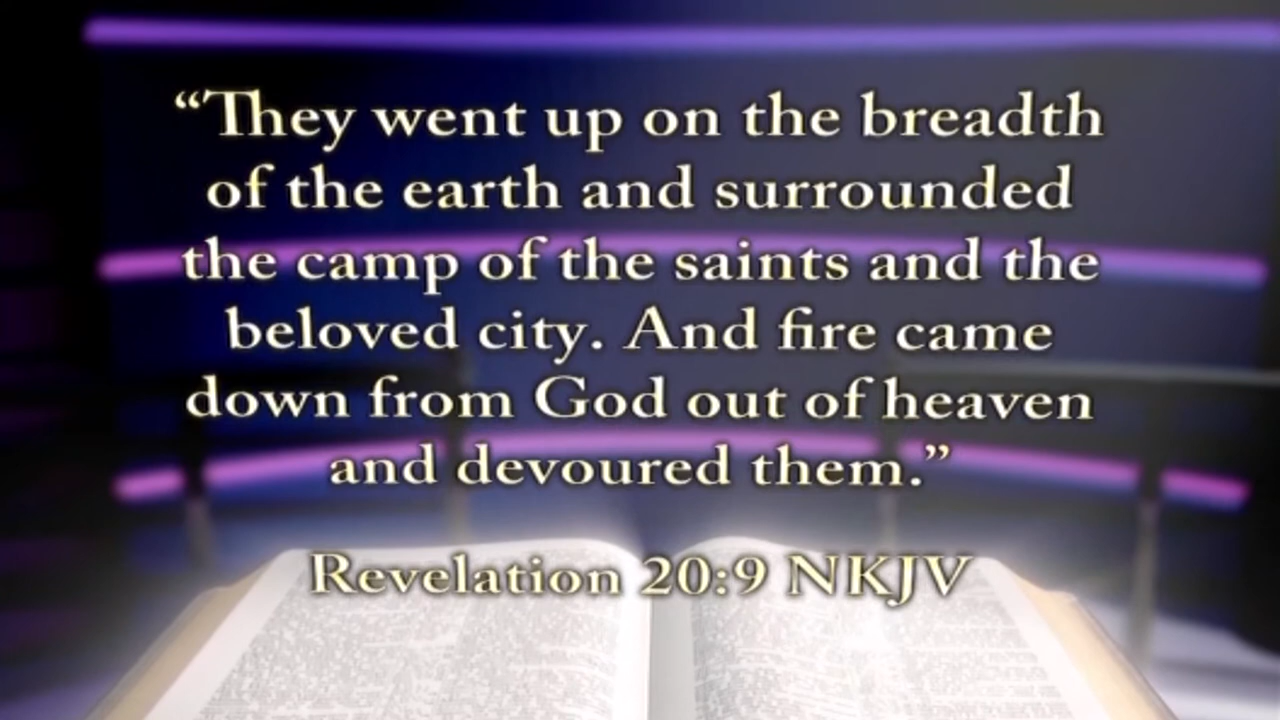 “They went up on the breadth
of the earth and surrounded
the camp of the saints and the
beloved city. And fire came
down from God out of heaven
and devoured them.”
Revelation 20:9 NKJV